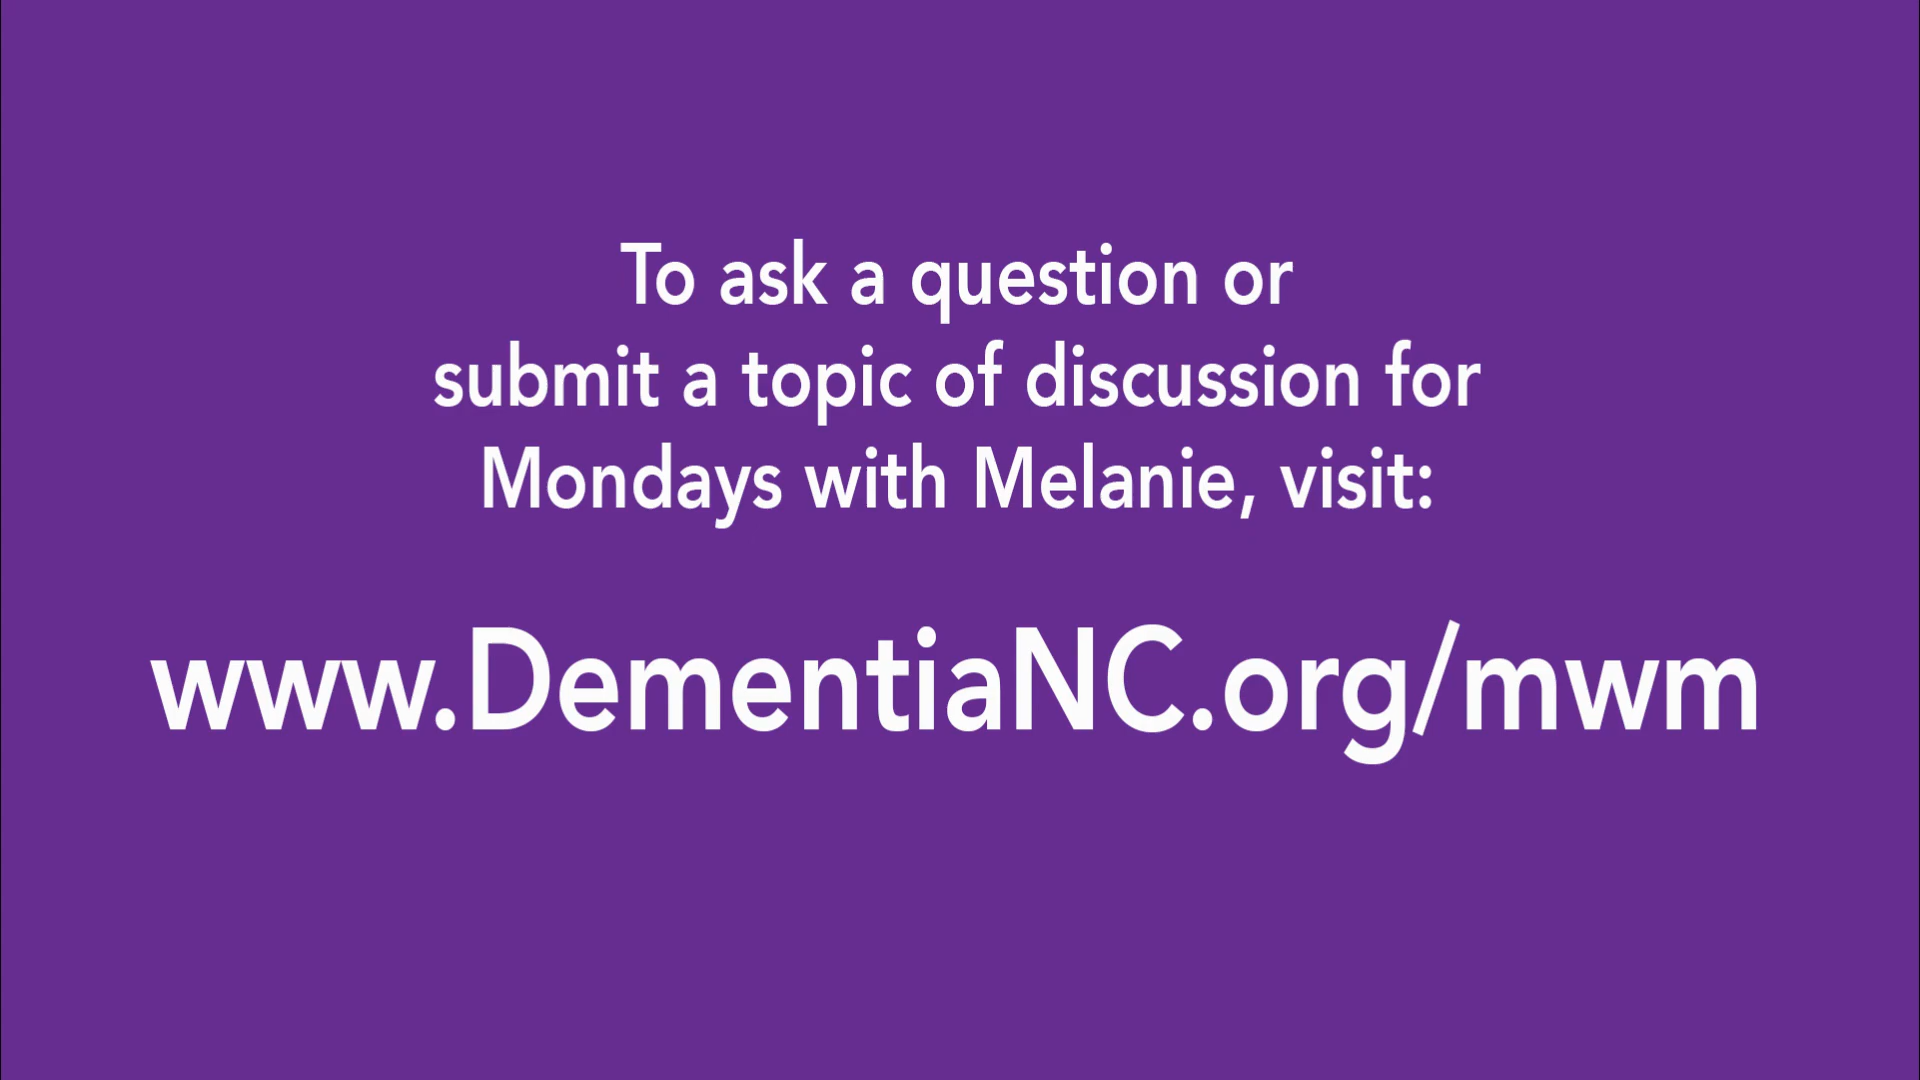 To ask a question or
submit a topic of discussion for
Mondays with Melanie, visit:
www.DementiaNC.org/mwm